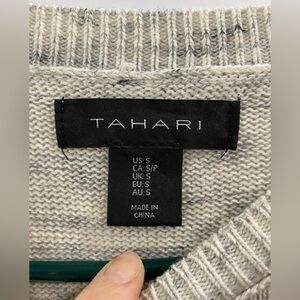 TAHARI
US:S
CA:S/P
UK:S
EU:S
AU:S
MADE IN
CHINA